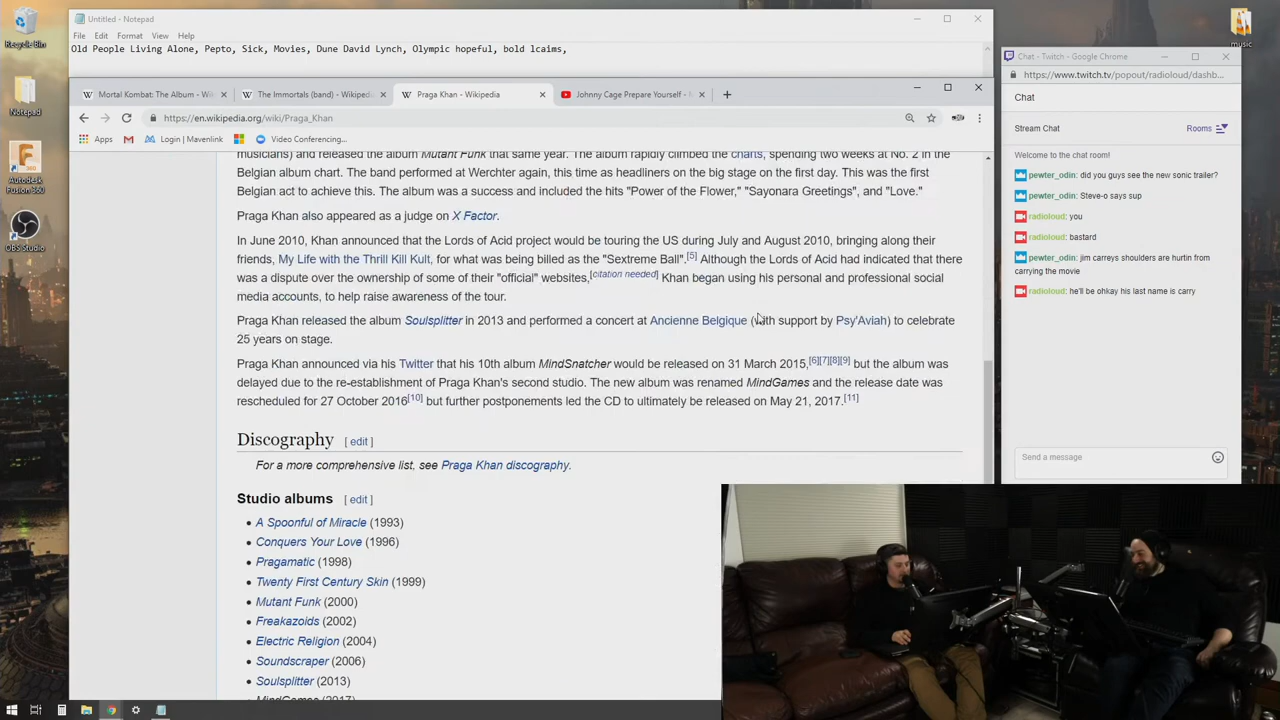 Recycle Bin
Notepad
Autodesk
Fusion 360
OBS Studio
music
Untitled - Notepad
File Edit Format View Help
Old People Living Alone, Pepto, Sick, Movies, Dune David Lynch, Olympic hopeful, bold lcaims,
Mortal Kombat: The Album - Wi
The Immortals (band) - Wikipedi
Praga Khan - Wikipedia
Johnny Cage Prepare Yourself -
https://en.wikipedia.org/wiki/Praga_Khan
Apps
Login | Mavenlink
Video Conferencing...
musicians) and released the album Mutant Funk that same year. The album rapidly climbed the charts, spending two weeks at No. 2 in the
Belgian album chart. The band performed at Werchter again, this time as headliners on the big stage on the first day. This was the first
Belgian act to achieve this. The album was a success and included the hits "Power of the Flower," "Sayonara Greetings", and "Love."
Praga Khan also appeared as a judge on X Factor.
In June 2010, Khan announced that the Lords of Acid project would be touring the US during July and August 2010, bringing along their
friends, My Life with the Thrill Kill Kult, for what was being billed as the "Sextreme Ball".[5] Although the Lords of Acid had indicated that there
was a dispute over the ownership of some of their "official" websites,[citation needed] Khan began using his personal and professional social
media accounts, to help raise awareness of the tour.
Praga Khan released the album Soulsplitter in 2013 and performed a concert at Ancienne Belgique (with support by Psy'Aviah) to celebrate
25 years on stage.
Praga Khan announced via his Twitter that his 10th album MindSnatcher would be released on 31 March 2015,[6][7][8][9] but the album was
delayed due to the re-establishment of Praga Khan's second studio. The new album was renamed MindGames and the release date was
rescheduled for 27 October 2016[10] but further postponements led the CD to ultimately be released on May 21, 2017.[11]
Discography [ edit ]
For a more comprehensive list, see Praga Khan discography.
Studio albums [ edit ]
A Spoonful of Miracle (1993)
Conquers Your Love (1996)
Pragamatic (1998)
Twenty First Century Skin (1999)
Mutant Funk (2000)
Freakazoids (2002)
Electric Religion (2004)
Soundscraper (2006)
Soulsplitter (2013)
MindGames (2017)
Chat - Twitch - Google Chrome
https://www.twitch.tv/popout/radioloud/dashb...
Chat
Stream Chat
Rooms
Welcome to the chat room!
pewter_odin: did you guys see the new sonic trailer?
pewter_odin: Steve-o says sup
radioloud: you
radioloud: bastard
pewter_odin: jim carreys shoulders are hurtin from
carrying the movie
radioloud: he'll be ohkay his last name is carry
Send a message